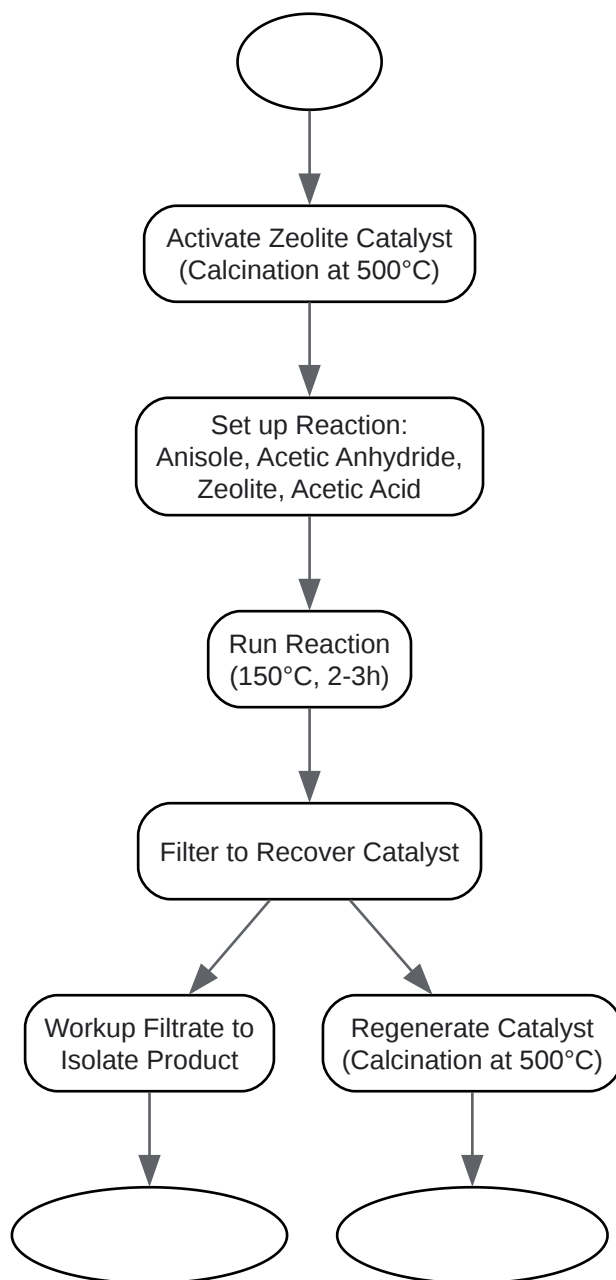 Activate Zeolite Catalyst
(Calcination at 500°C)
Set up Reaction:
Anisole, Acetic Anhydride,
Zeolite, Acetic Acid
Run Reaction
(150°C, 2-3h)
Filter to Recover Catalyst
Workup Filtrate to
Isolate Product
Regenerate Catalyst
(Calcination at 500°C)